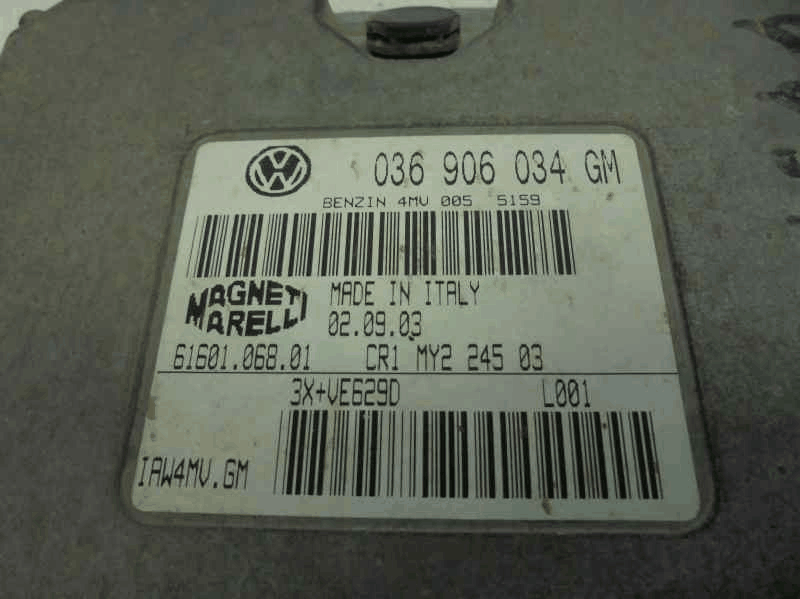 036 906 034 GM
BENZIN 4MV 005 5159
MAGNETI MARELLI
MADE IN ITALY
02.09.03
61601.068.01 CR1 MY2 245 03
3X+VE629D L001
IAW4MV.GM